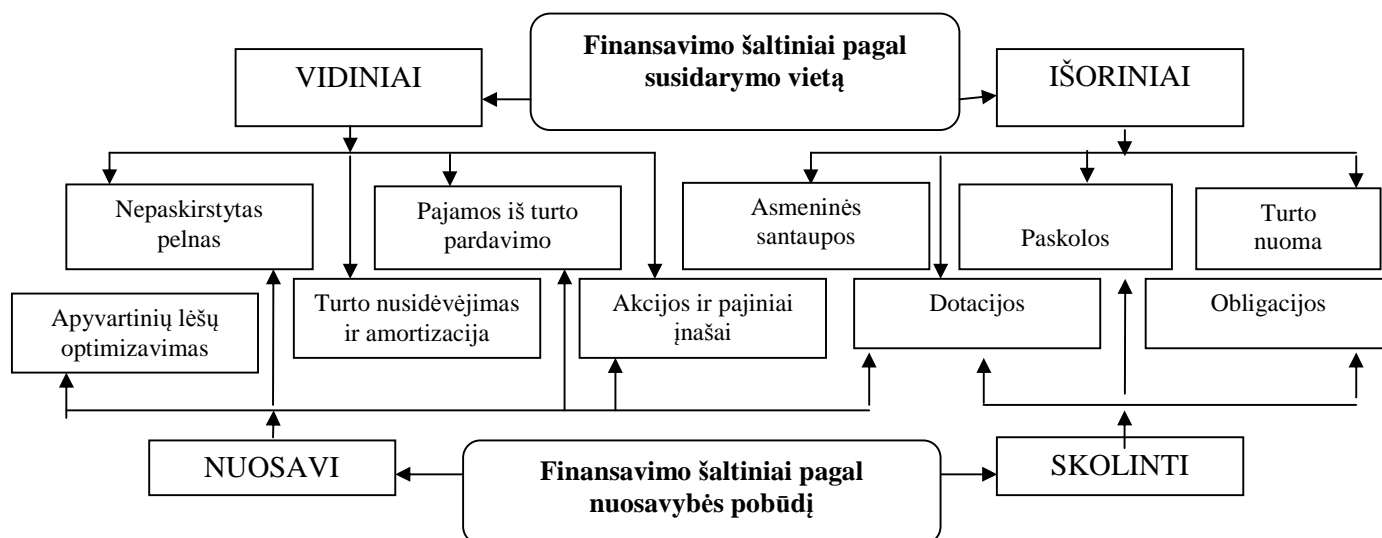 Finansavimo šaltiniai pagal
susidarymo vietą
VIDINIAI
IŠORINIAI
Nepaskirstytas
pelnas
Pajamos iš turto
pardavimo
Asmeninės
santaupos
Paskolos
Turto
nuoma
Apyvartinių lėšų
optimizavimas
Turto nusidėvėjimas
ir amortizacija
Akcijos ir pajiniai
įnašai
Dotacijos
Obligacijos
NUOSAVI
Finansavimo šaltiniai pagal
nuosavybės pobūdį
SKOLINTI